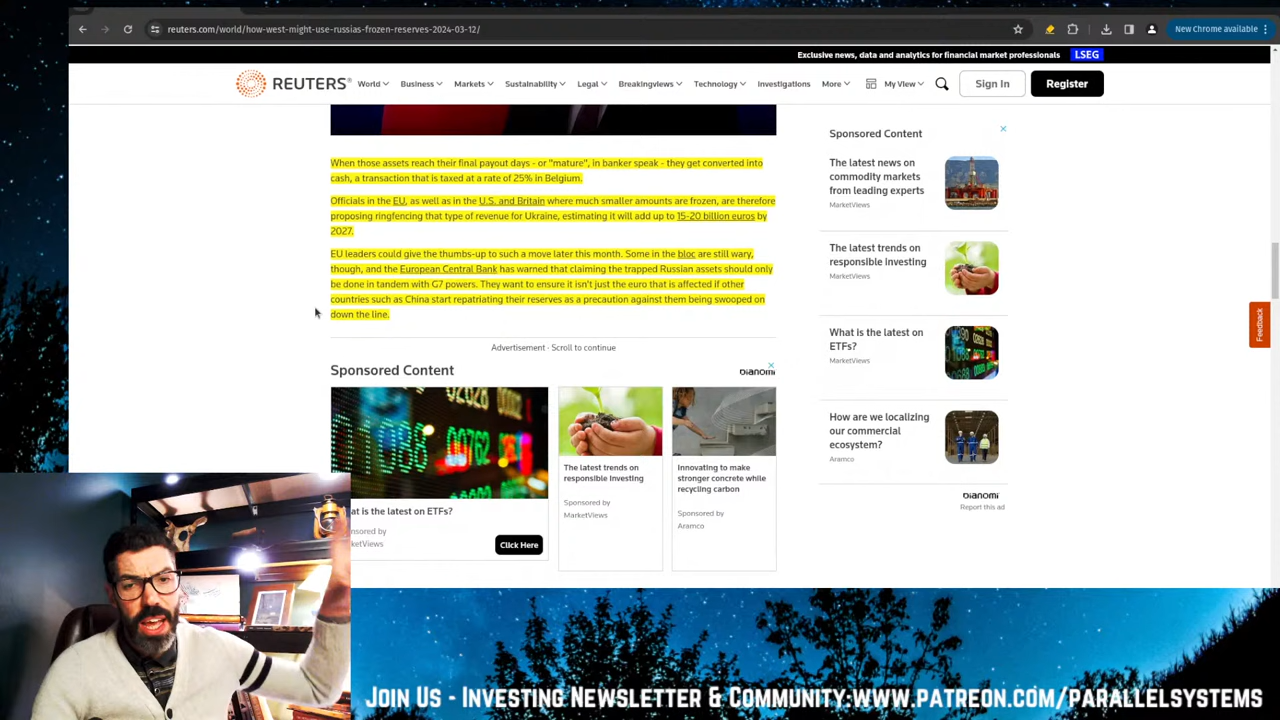 reuters.com/world/how-west-might-use-russias-frozen-reserves-2024-03-12/
New Chrome available
Exclusive news, data and analytics for financial market professionals LSEG
REUTERS® World Business Markets Sustainability Legal Breakingviews Technology Investigations More My View Sign In Register
When those assets reach their final payout days - or "mature", in banker speak - they get converted into
cash, a transaction that is taxed at a rate of 25% in Belgium.
Officials in the EU, as well as in the U.S. and Britain where much smaller amounts are frozen, are therefore
proposing ringfencing that type of revenue for Ukraine, estimating it will add up to 15-20 billion euros by
2027.
EU leaders could give the thumbs-up to such a move later this month. Some in the bloc are still wary,
though, and the European Central Bank has warned that claiming the trapped Russian assets should only
be done in tandem with G7 powers. They want to ensure it isn't just the euro that is affected if other
countries such as China start repatriating their reserves as a precaution against them being swooped on
down the line.
Advertisement · Scroll to continue
Sponsored Content
DIANOMI
at is the latest on ETFs?
onsored by
ketViews
Click Here
The latest trends on
responsible Investing
Sponsored by
MarketViews
Innovating to make
stronger concrete while
recycling carbon
Sponsored by
Aramco
Sponsored Content
The latest news on
commodity markets
from leading experts
MarketViews
The latest trends on
responsible investing
MarketViews
What is the latest on
ETFs?
MarketViews
How are we localizing
our commercial
ecosystem?
Aramco
DIANOMI
Report this ad
Feedback
Join Us - Investing Newsletter & Community:www.patreon.com/parallelsystems